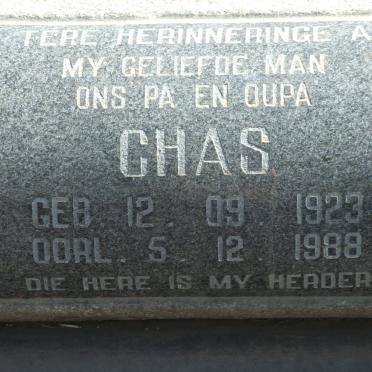 TERE HERINNERINGE A
MY GELIEFDE MAN
ONS PA EN OUPA
CHAS
GEB 12. 09. 1923
OORL. 5. 12. 1988
DIE HERE IS MY HERDER